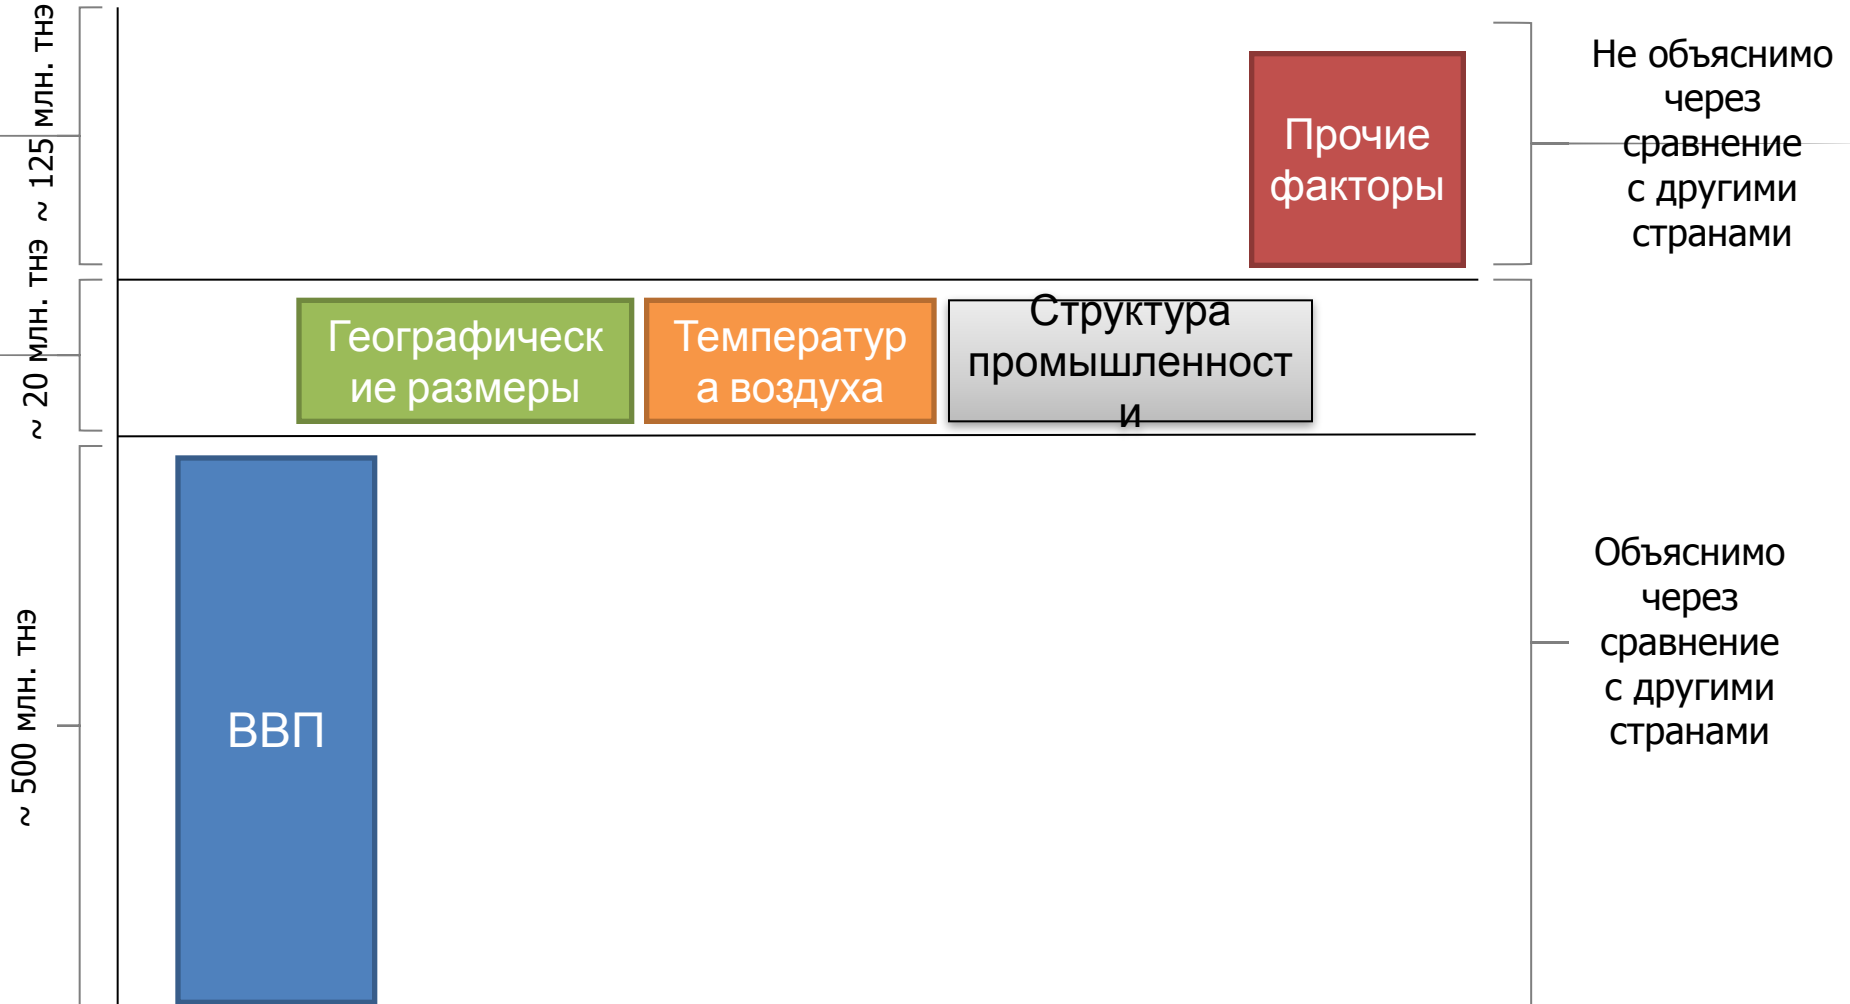 ~ 125 млн. тнэ
Не объяснимо
через
сравнение
с другими
странами
Прочие
факторы
~ 20 млн. тнэ
Географическ
ие размеры
Температур
а воздуха
Структура
промышленност
и
~ 500 млн. тнэ
ВВП
Объяснимо
через
сравнение
с другими
странами